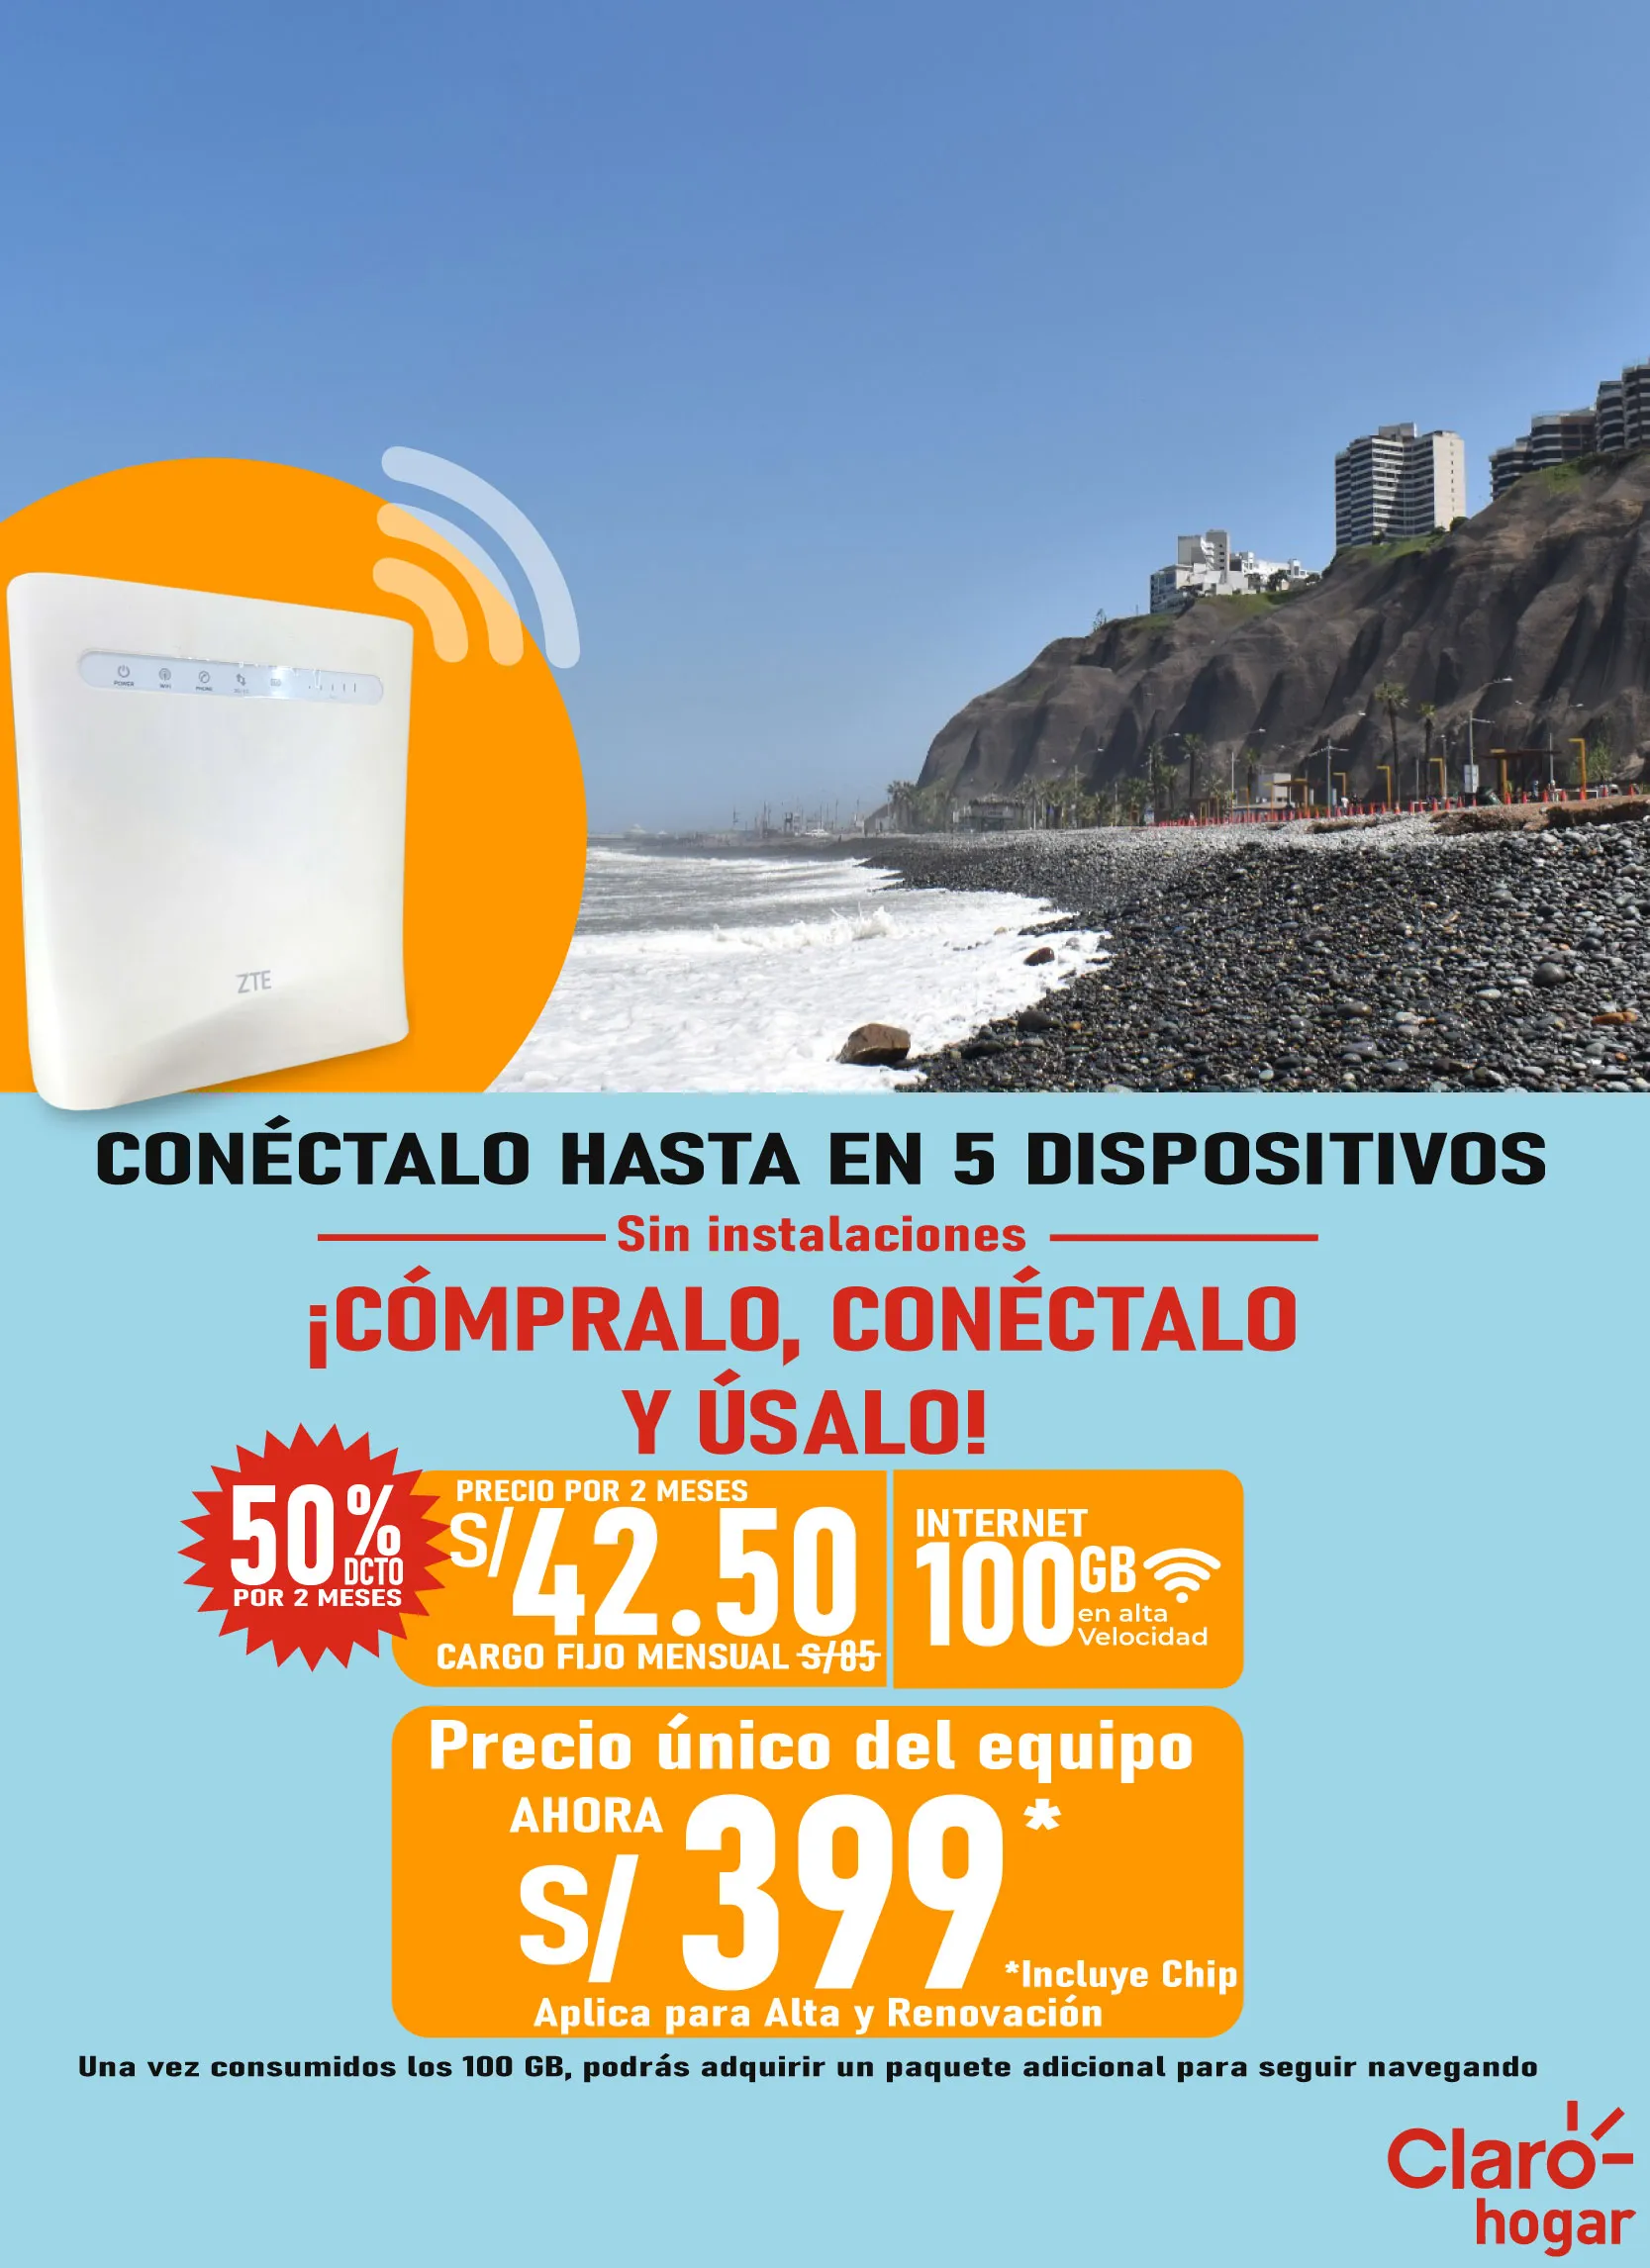 POWER
WIFI
PHONE
ZTE
CONÉCTALO HASTA EN 5 DISPOSITIVOS
Sin instalaciones
¡CÓMPRALO, CONÉCTALO
Y ÚSALO!
50% DCTO
POR 2 MESES
PRECIO POR 2 MESES
S/42.50
CARGO FIJO MENSUAL S/85
INTERNET
100GB
en alta
Velocidad
Precio único del equipo
AHORA
S/399*
*Incluye Chip
Aplica para Alta y Renovación
Una vez consumidos los 100 GB, podrás adquirir un paquete adicional para seguir navegando
Claro
hogar